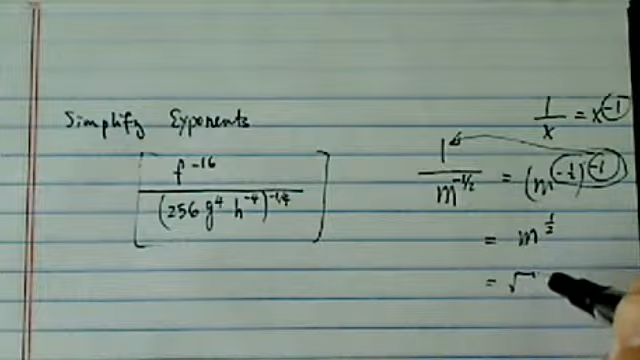 Simplify Exponents
f^-16
(256 g^4 h^-4)^-1/4
1/x = x^-1
1/m^-1/2 = (m^-1/2)^-1
= m^1/2
= √